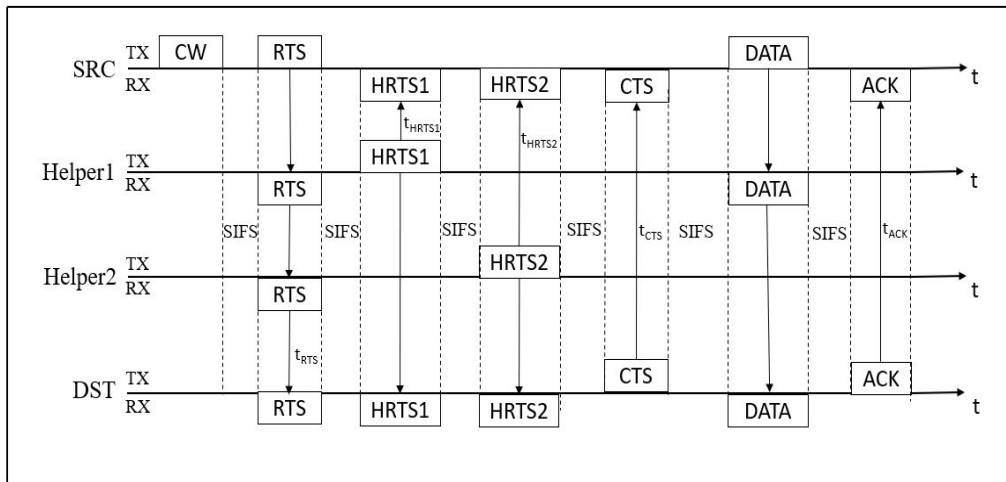 TX CW RTS DATA
SRC t
RX HRTS1 HRTS2 CTS ACK
tHRTS1 tHRTS2
TX HRTS1
Helper1 t
RX RTS DATA
SIFS SIFS SIFS SIFS tCTS SIFS SIFS tACK
TX HRTS2
Helper2 t
RX RTS
tRTS
TX CTS ACK
DST t
RX RTS HRTS1 HRTS2 DATA